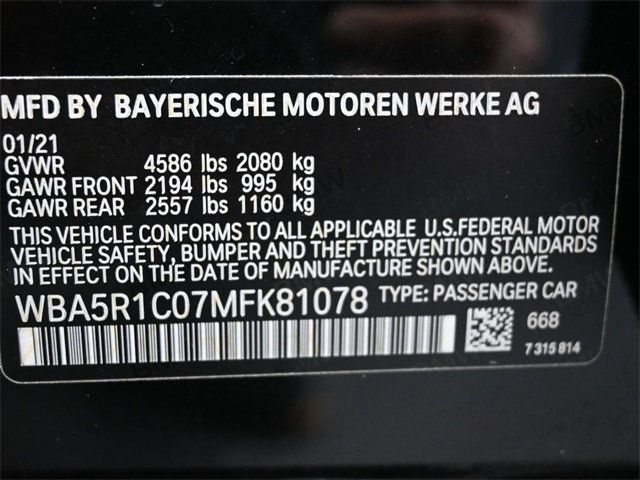 MFD BY BAYERISCHE MOTOREN WERKE AG
01/21
GVWR 4586 lbs 2080 kg
GAWR FRONT 2194 lbs 995 kg
GAWR REAR 2557 lbs 1160 kg
THIS VEHICLE CONFORMS TO ALL APPLICABLE U.S.FEDERAL MOTOR
VEHICLE SAFETY, BUMPER AND THEFT PREVENTION STANDARDS
IN EFFECT ON THE DATE OF MANUFACTURE SHOWN ABOVE.
WBA5R1C07MFK81078 TYPE: PASSENGER CAR
668
7 315 814